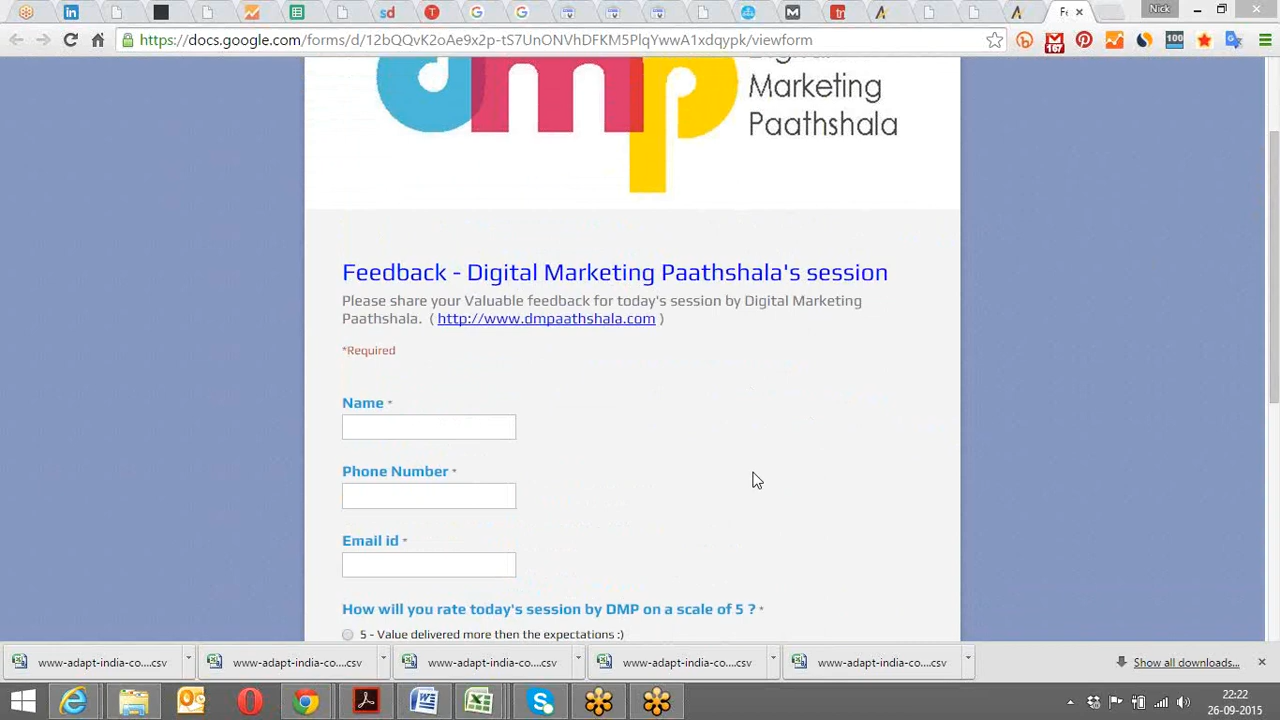 Nick
https://docs.google.com/forms/d/12bQOvK2oAe9x2p-tS7UnONVhDFKM5PlqYwwA1xdqypk/viewform
167
100
dmp
Marketing
Paathshala
Feedback - Digital Marketing Paathshala's session
Please share your Valuable feedback for today's session by Digital Marketing
Paathshala. ( http://www.dmpaathshala.com )
*Required
Name *
Phone Number *
Email id *
How will you rate today's session by DMP on a scale of 5 ? *
5 - Value delivered more then the expectations :)
www-adapt-india-co....csv www-adapt-india-co....csv www-adapt-india-co....csv www-adapt-india-co....csv www-adapt-india-co....csv Show all downloads...
22:22
26-09-2015